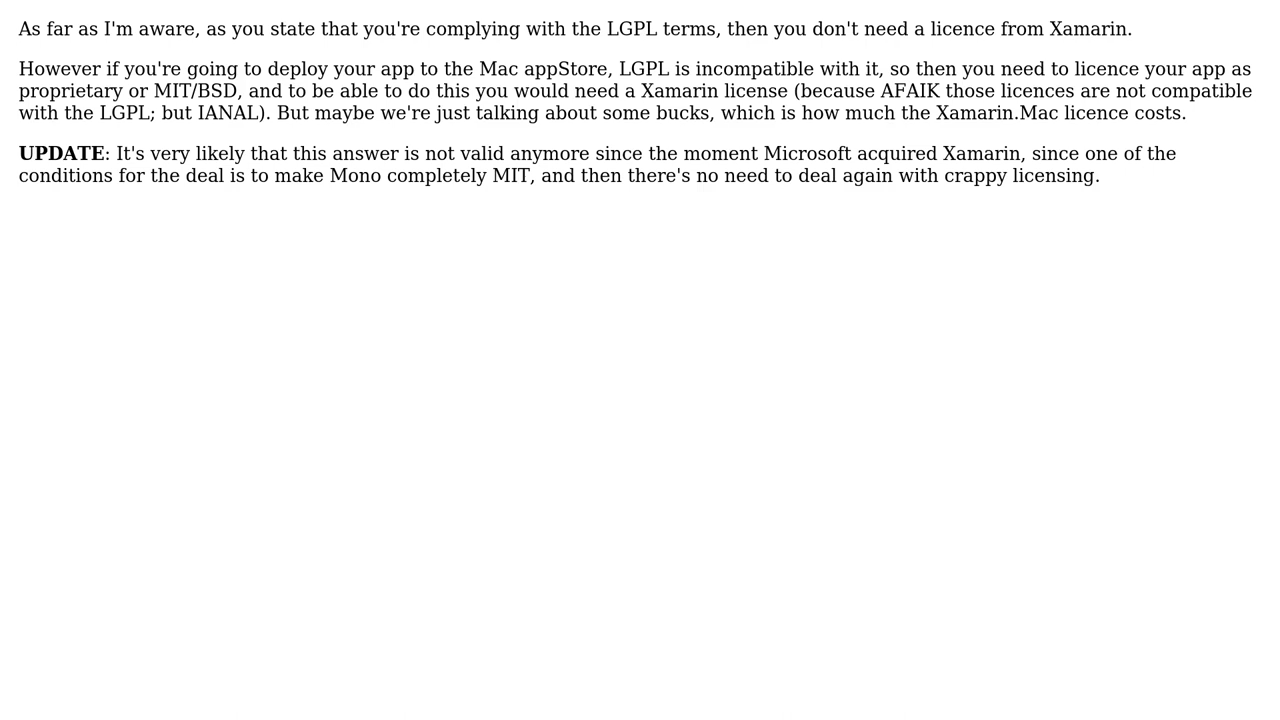 As far as I'm aware, as you state that you're complying with the LGPL terms, then you don't need a licence from Xamarin.
However if you're going to deploy your app to the Mac appStore, LGPL is incompatible with it, so then you need to licence your app as
proprietary or MIT/BSD, and to be able to do this you would need a Xamarin license (because AFAIK those licences are not compatible
with the LGPL; but IANAL). But maybe we're just talking about some bucks, which is how much the Xamarin.Mac licence costs.
UPDATE: It's very likely that this answer is not valid anymore since the moment Microsoft acquired Xamarin, since one of the
conditions for the deal is to make Mono completely MIT, and then there's no need to deal again with crappy licensing.